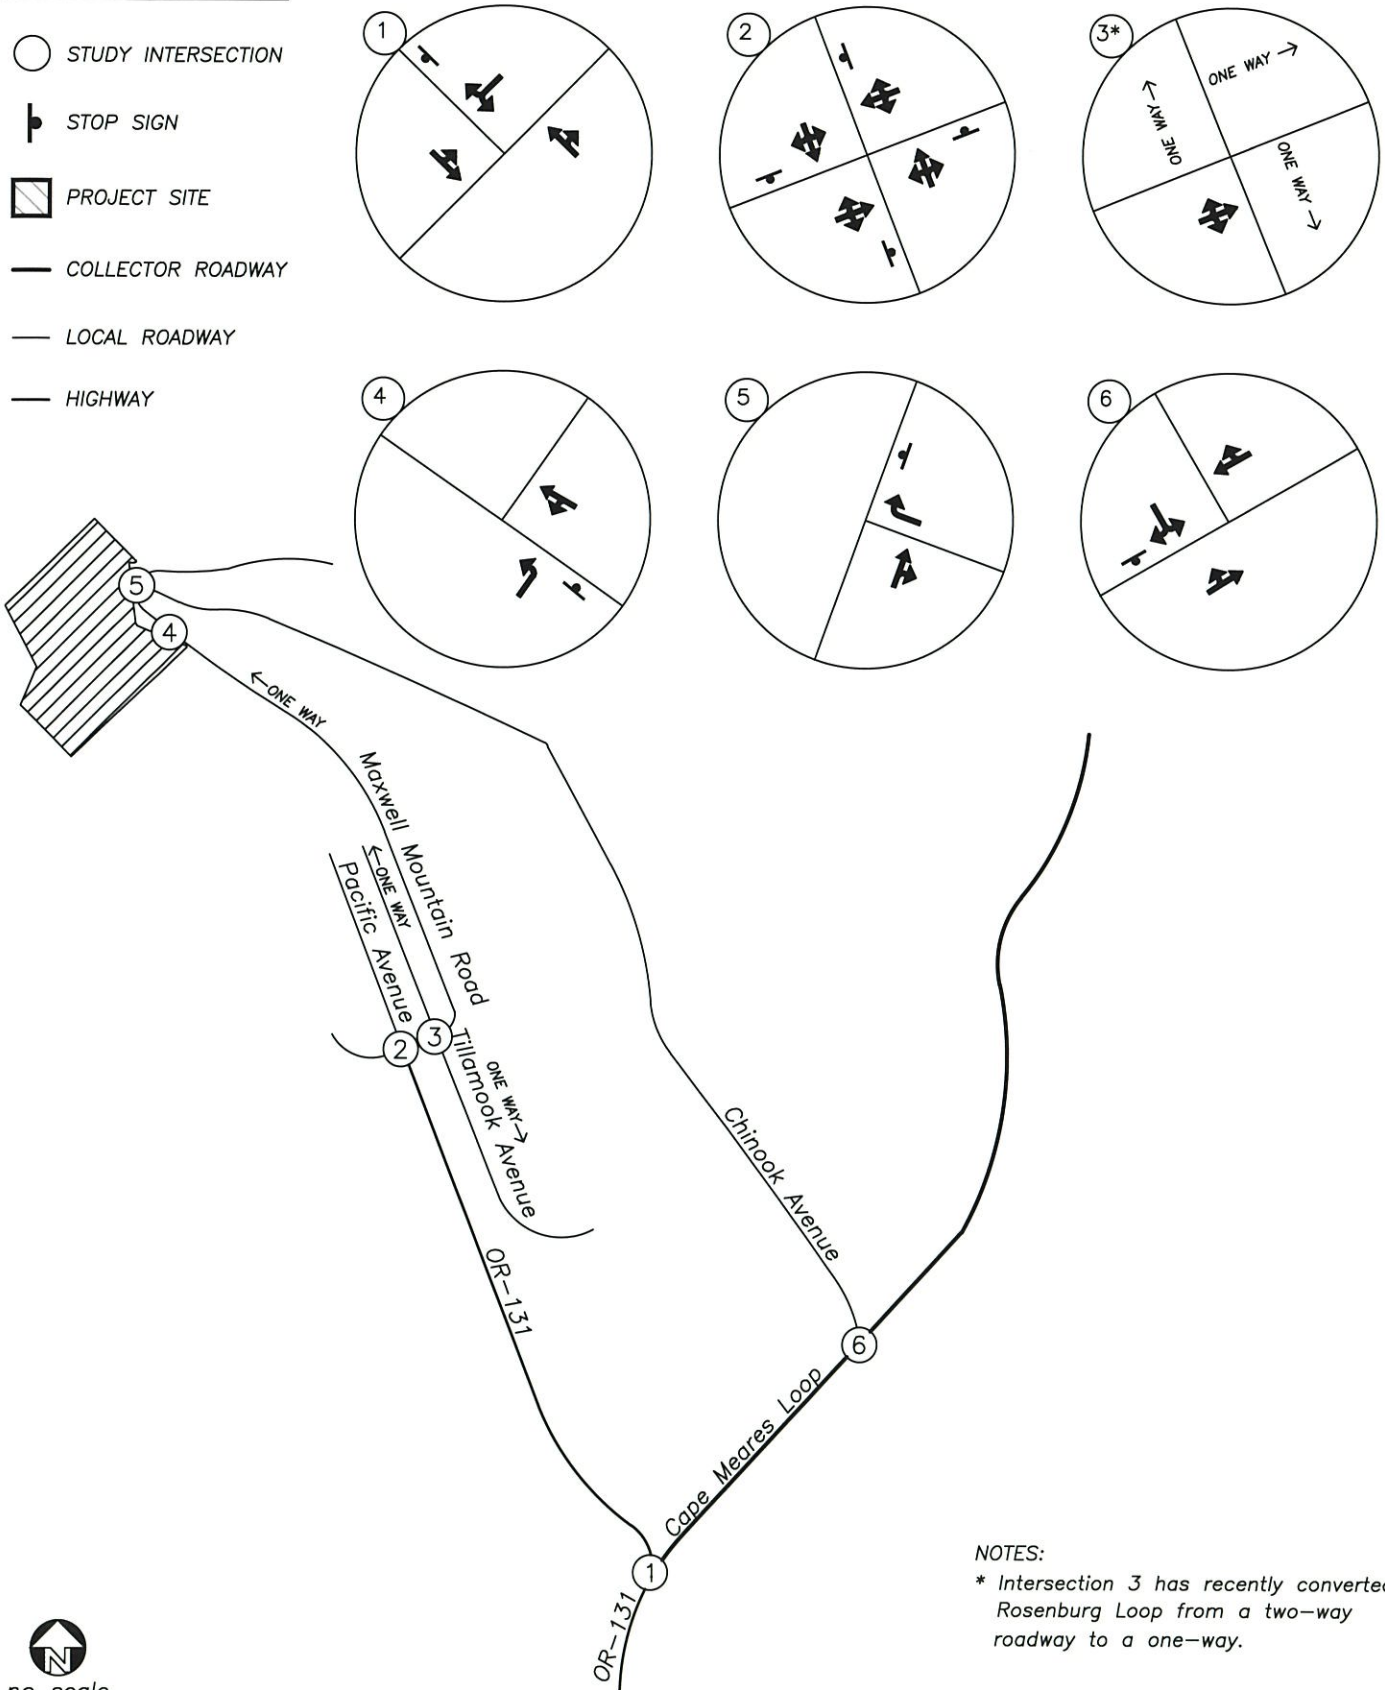 STUDY INTERSECTION
STOP SIGN
PROJECT SITE
COLLECTOR ROADWAY
LOCAL ROADWAY
HIGHWAY
1
2
3*
ONE WAY →
← ONE WAY
ONE WAY →
4
5
6
5
4
← ONE WAY
Maxwell Mountain Road
← ONE WAY
Pacific Avenue
2
3
Tillamook Avenue
ONE WAY →
Chinook Avenue
OR-131
6
Cape Meares Loop
1
OR-131
NOTES:
* Intersection 3 has recently converted
Rosenburg Loop from a two-way
roadway to a one-way.
N
no scale